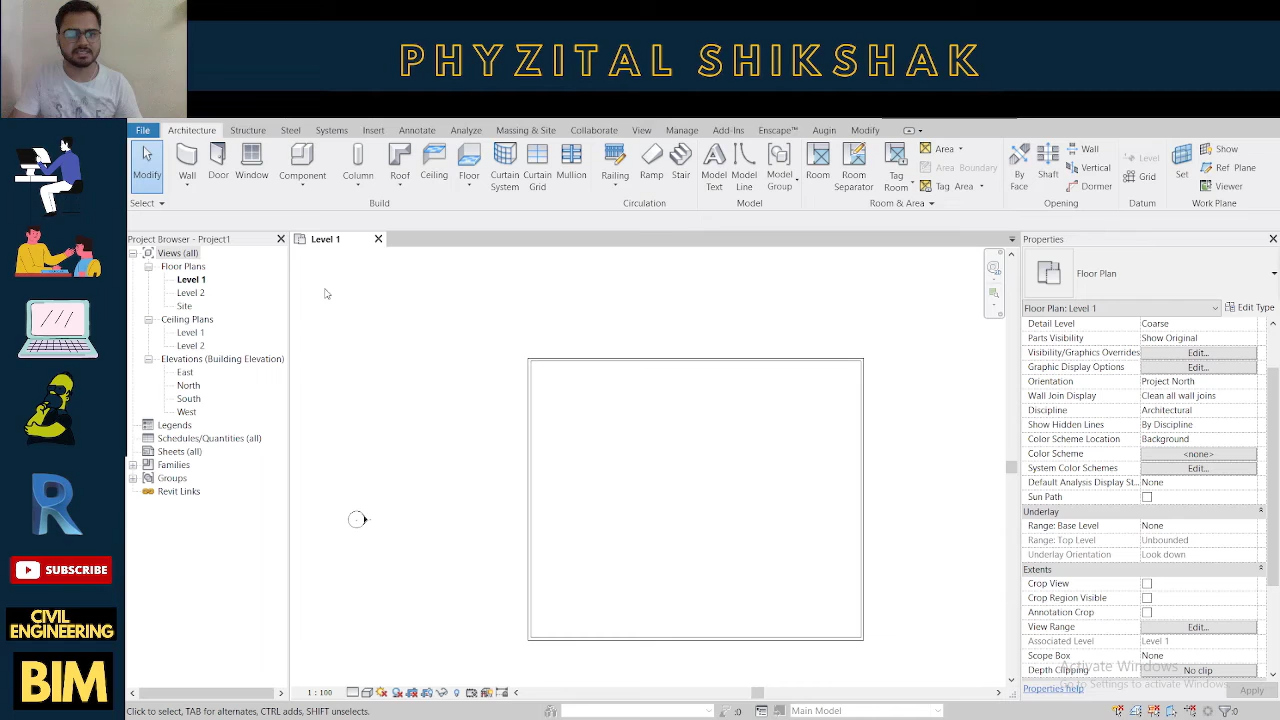 PHYZITAL SHIKSHAK
File Architecture Structure Steel Systems Insert Annotate Analyze Massing & Site Collaborate View Manage Add-Ins Enscape™ Augin Modify
Modify Wall Door Window Component Column Roof Ceiling Floor Curtain System Curtain Grid Mullion Railing Ramp Stair Model Text Model Line Model Group Room Room Separator Tag Room Area Area Boundary Tag Area By Face Shaft Wall Vertical Dormer Level Grid Set Show Ref Plane Viewer
Select Build Circulation Model Room & Area Opening Datum Work Plane
Project Browser - Project1
Views (all)
Floor Plans
Level 1
Level 2
Site
Ceiling Plans
Level 1
Level 2
Elevations (Building Elevation)
East
North
South
West
Legends
Schedules/Quantities (all)
Sheets (all)
Families
Groups
Revit Links
Level 1
Properties
Floor Plan
Floor Plan: Level 1 Edit Type
Detail Level Coarse
Parts Visibility Show Original
Visibility/Graphics Overrides Edit...
Graphic Display Options Edit...
Orientation Project North
Wall Join Display Clean all wall joins
Discipline Architectural
Show Hidden Lines By Discipline
Color Scheme Location Background
Color Scheme <none>
System Color Schemes Edit...
Default Analysis Display St... None
Sun Path
Underlay
Range: Base Level None
Range: Top Level Unbounded
Underlay Orientation Look down
Extents
Crop View
Crop Region Visible
Annotation Crop
View Range Edit...
Associated Level Level 1
Scope Box None
Depth Clipping No clip
Properties help Apply
Activate Windows
Go to Settings to activate Windows
1 : 100
Click to select, TAB for alternates, CTRL adds, SHIFT unselects.
:0
Main Model
:0
SUBSCRIBE
CIVIL
ENGINEERING
BIM
R